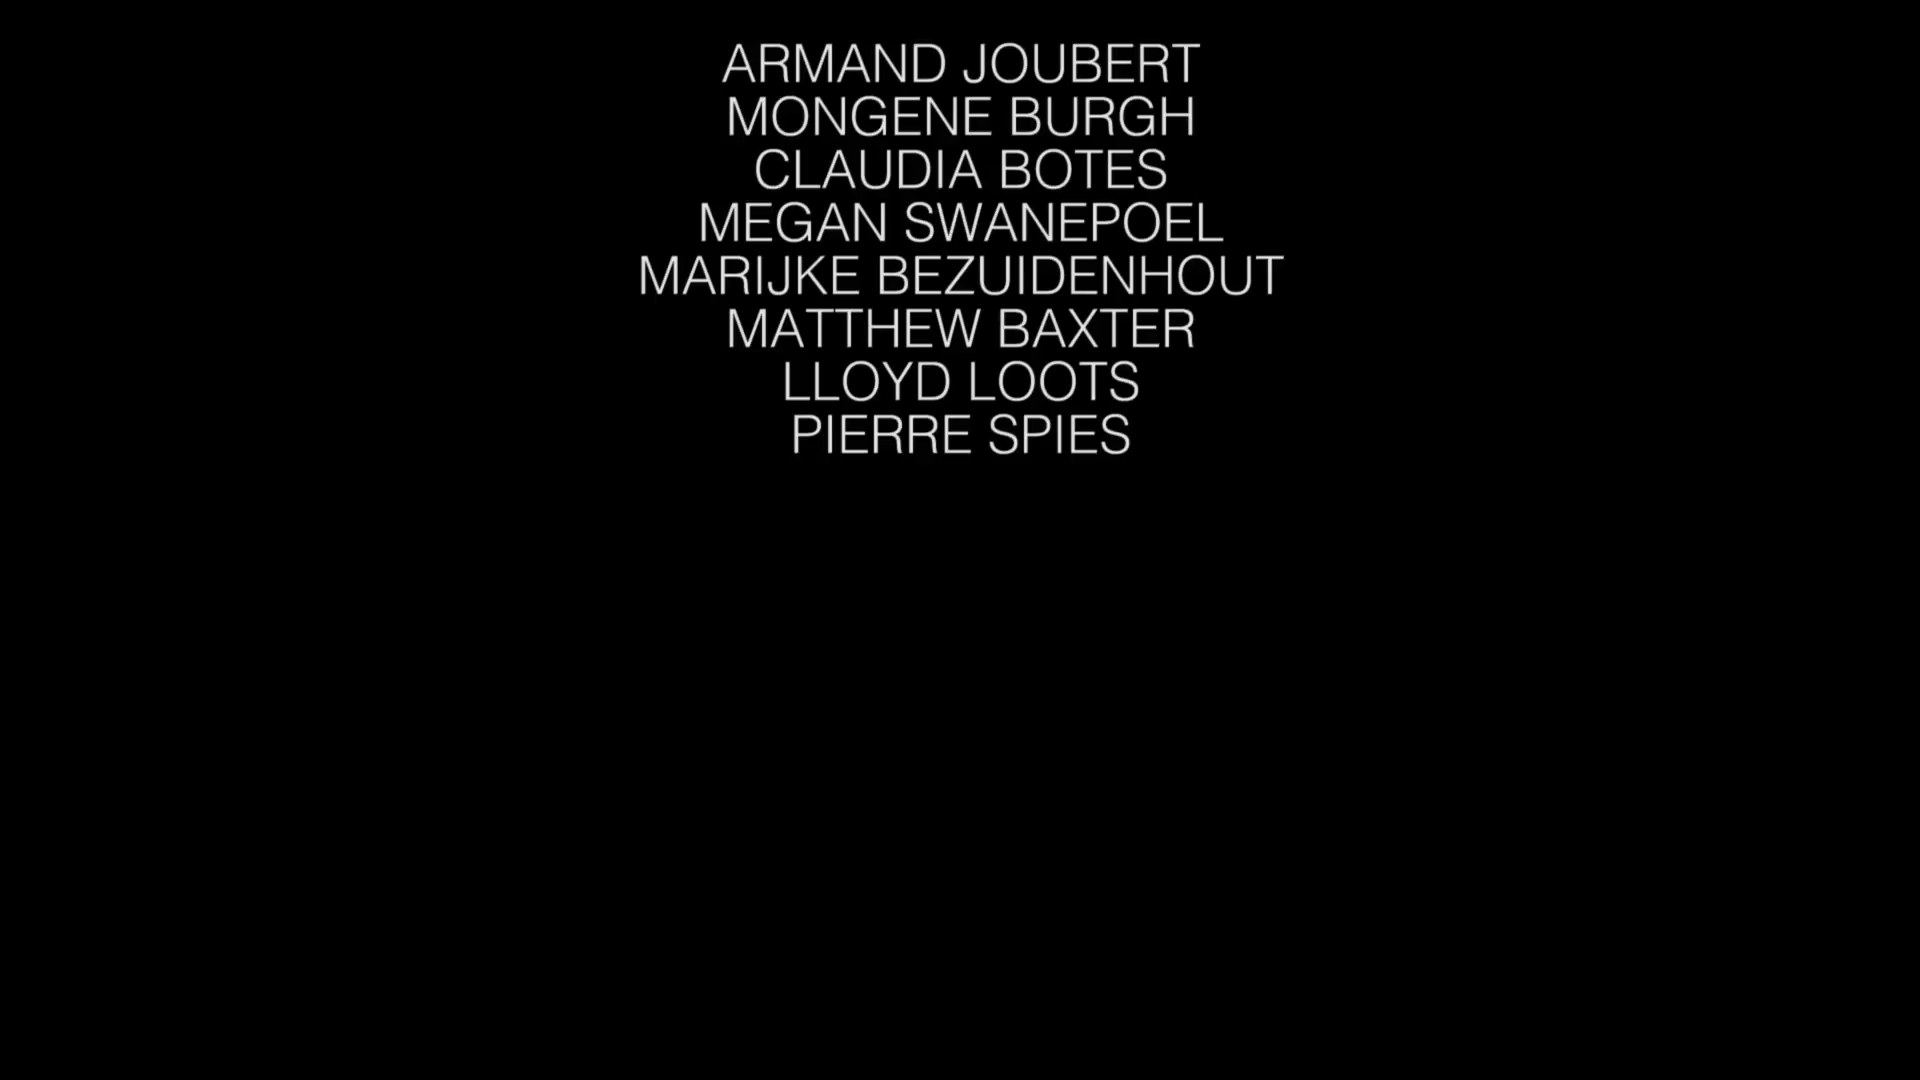 ARMAND JOUBERT
MONGENE BURGH
CLAUDIA BOTES
MEGAN SWANEPOEL
MARIJKE BEZUIDENHOUT
MATTHEW BAXTER
LLOYD LOOTS
PIERRE SPIES